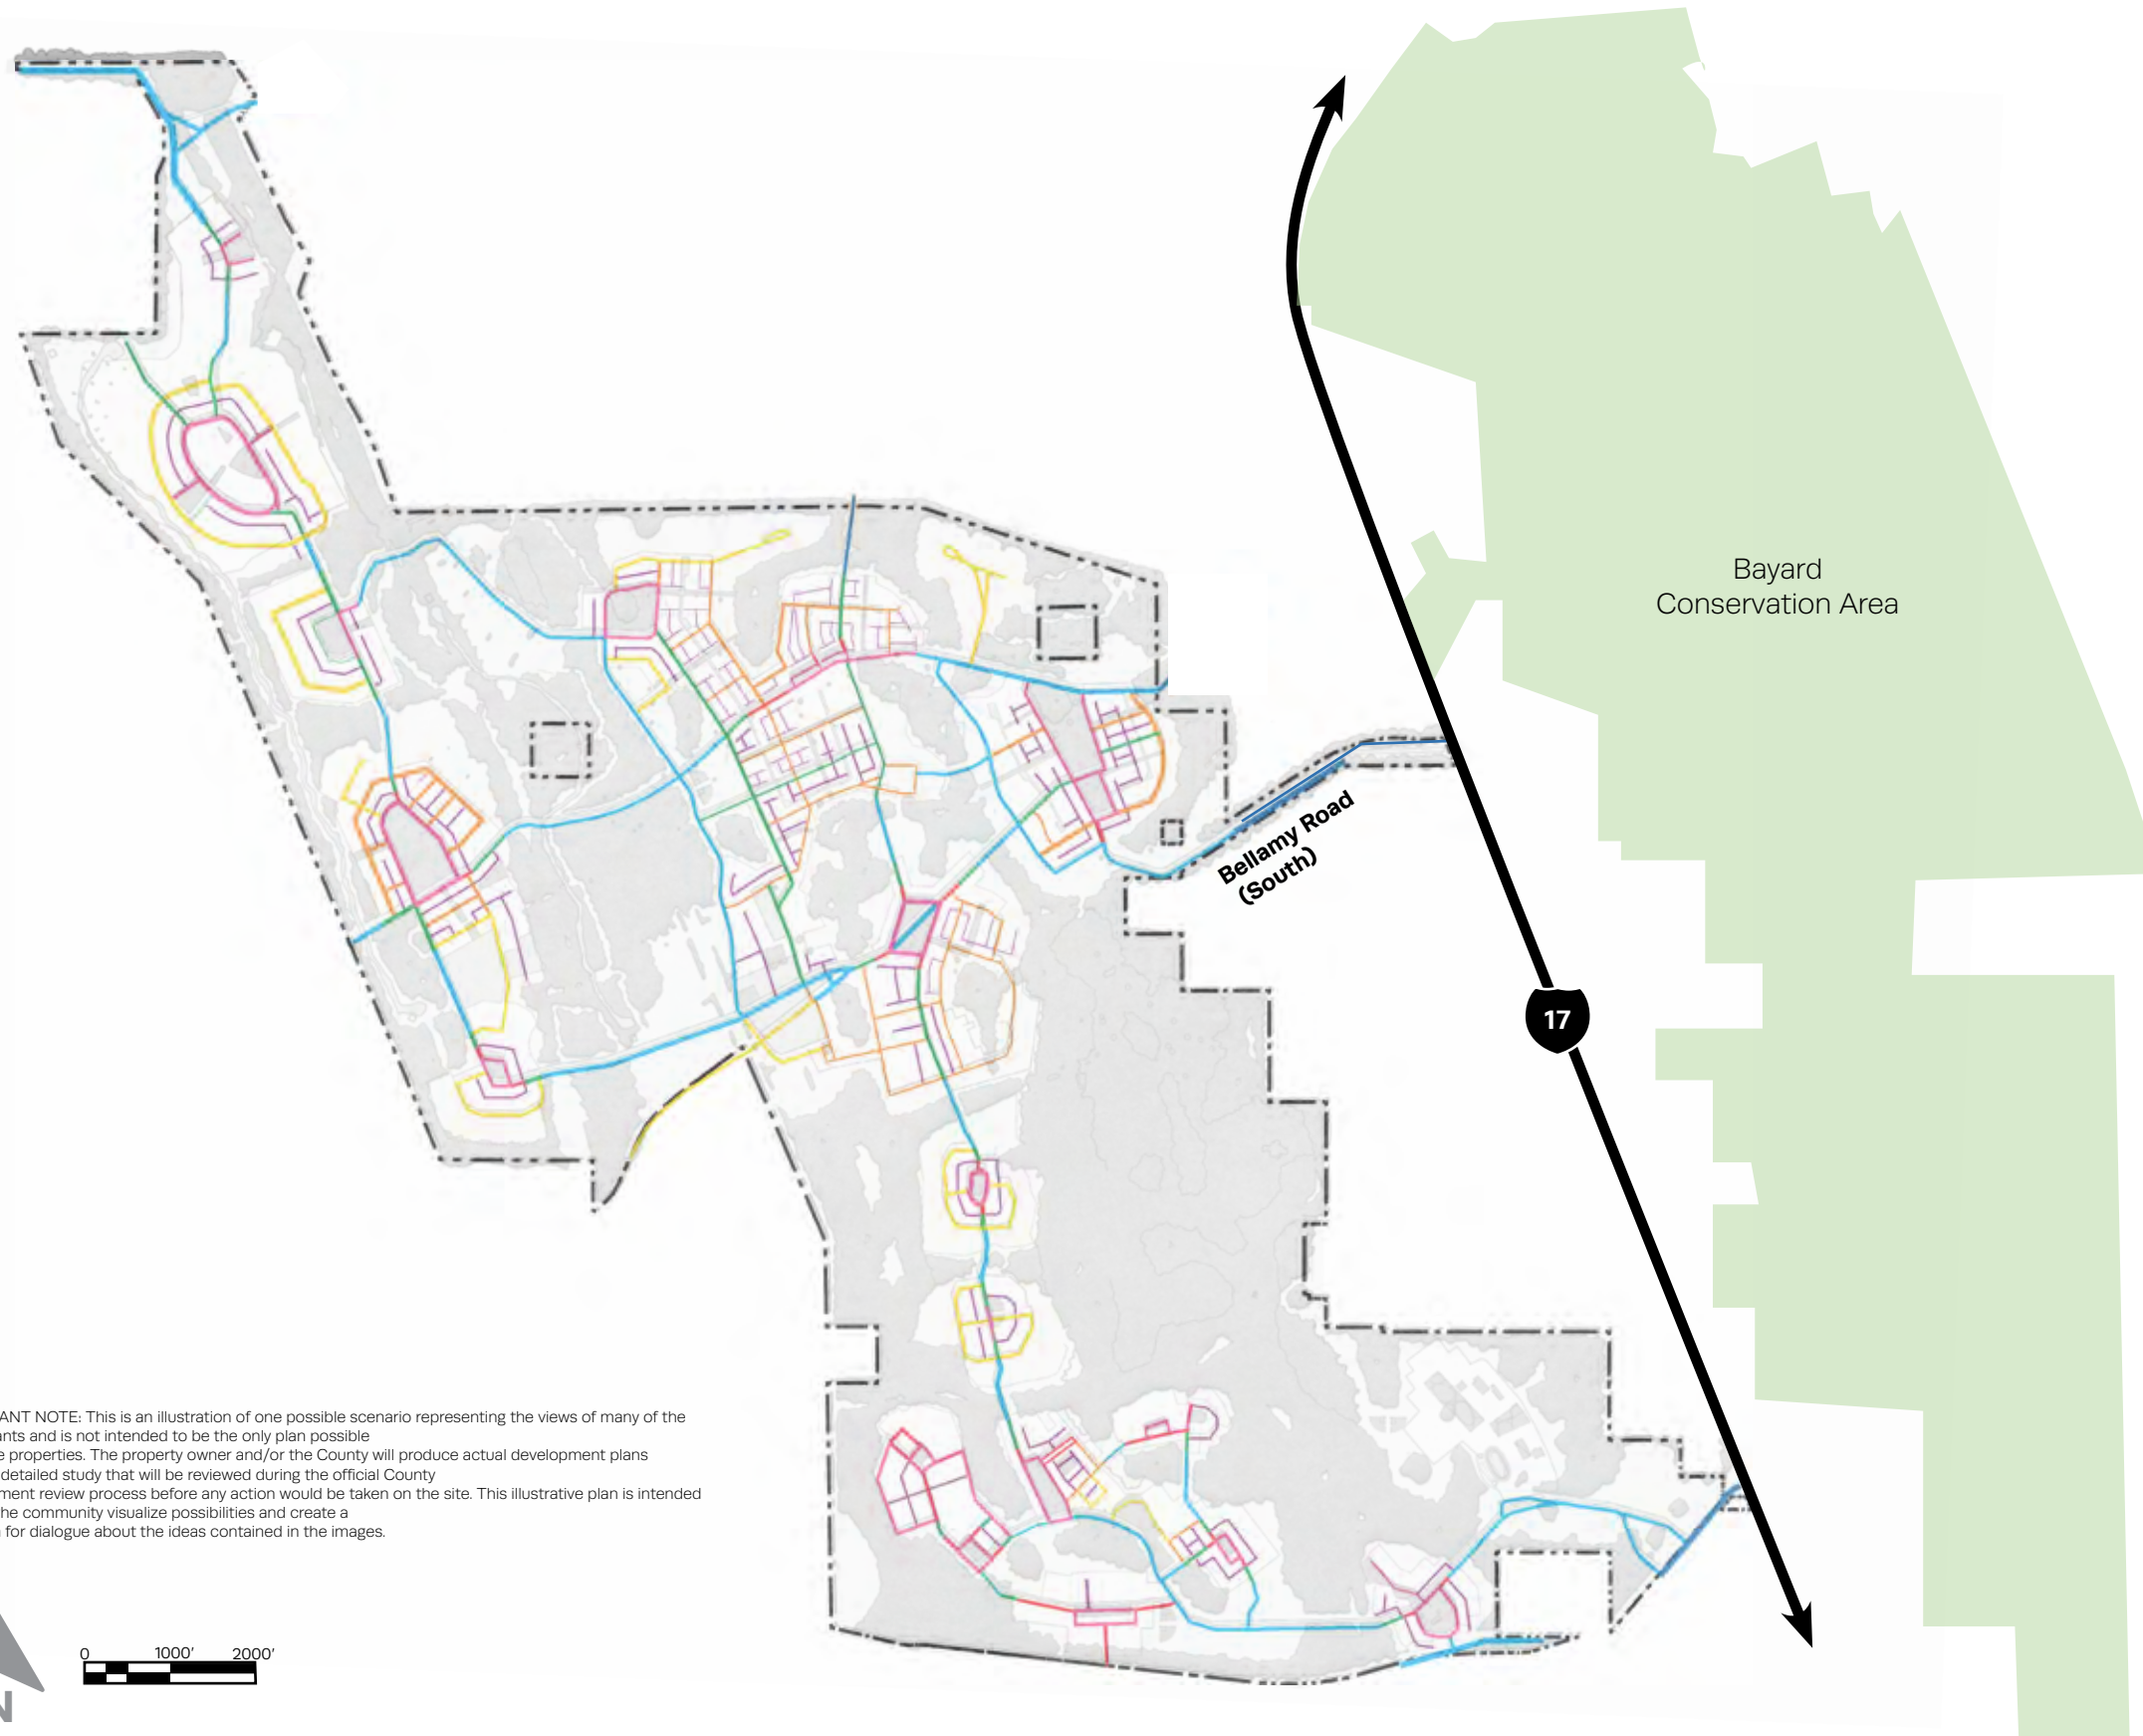 Bayard
Conservation Area
Bellamy Road
(South)
17
ANT NOTE: This is an illustration of one possible scenario representing the views of many of the
ants and is not intended to be the only plan possible
e properties. The property owner and/or the County will produce actual development plans
detailed study that will be reviewed during the official County
ment review process before any action would be taken on the site. This illustrative plan is intended
he community visualize possibilities and create a
for dialogue about the ideas contained in the images.
0 1000' 2000'
N